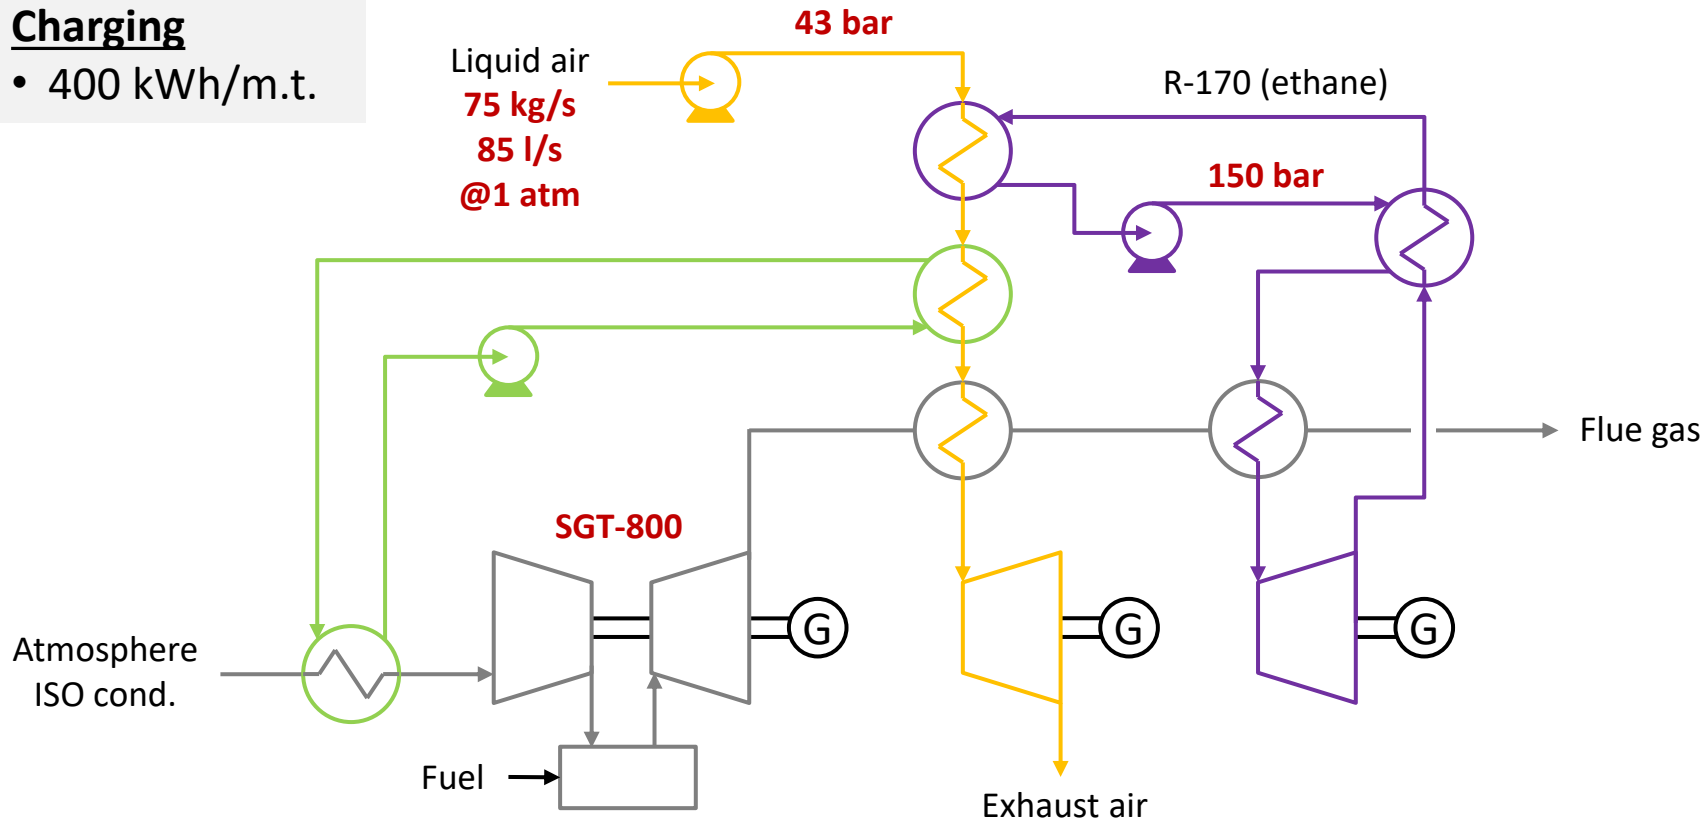 Charging
• 400 kWh/m.t.
43 bar
Liquid air
75 kg/s
85 l/s
@1 atm
R-170 (ethane)
150 bar
Flue gas
SGT-800
G
G
G
Atmosphere
ISO cond.
Fuel
Exhaust air